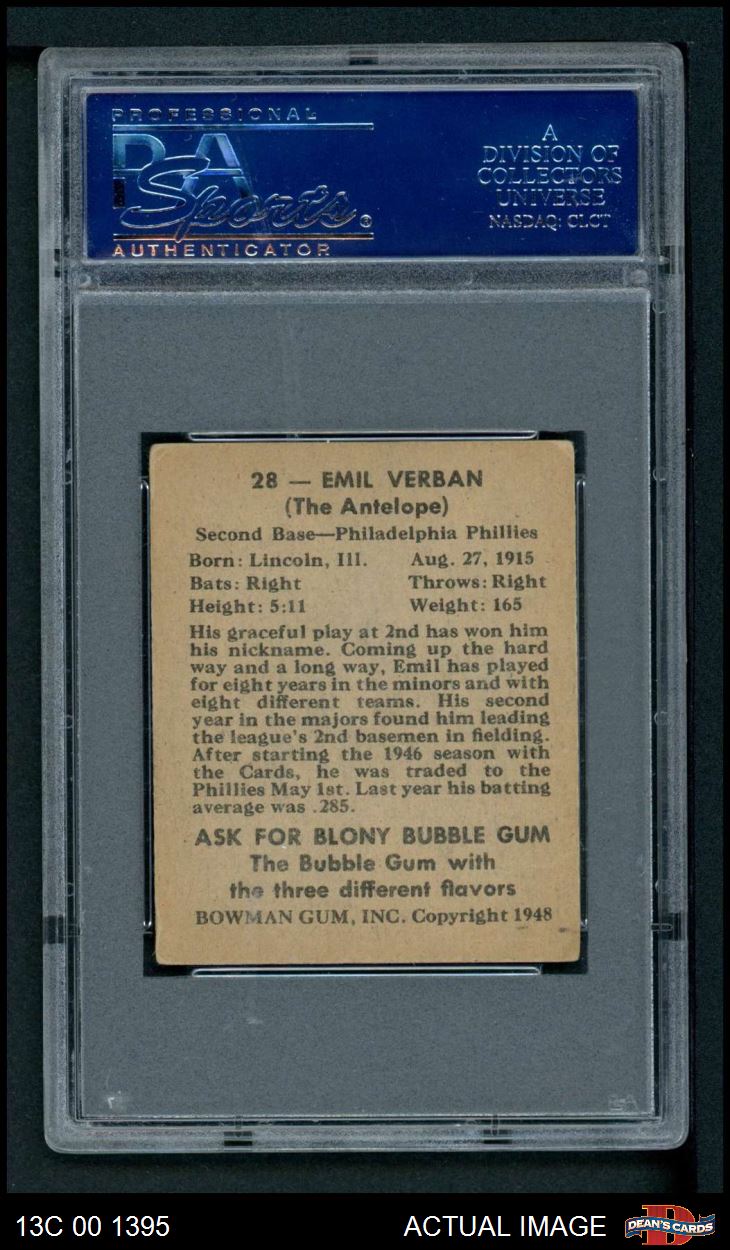 PROFESSIONAL
PSA
Sports®
AUTHENTICATOR
A
DIVISION OF
COLLECTORS
UNIVERSE
NASDAQ: CLCT
28 — EMIL VERBAN
(The Antelope)
Second Base—Philadelphia Phillies
Born: Lincoln, Ill. Aug. 27, 1915
Bats: Right Throws: Right
Height: 5:11 Weight: 165
His graceful play at 2nd has won him
his nickname. Coming up the hard
way and a long way, Emil has played
for eight years in the minors and with
eight different teams. His second
year in the majors found him leading
the league's 2nd basemen in fielding.
After starting the 1946 season with
the Cards, he was traded to the
Phillies May 1st. Last year his batting
average was .285.
ASK FOR BLONY BUBBLE GUM
The Bubble Gum with
the three different flavors
BOWMAN GUM, INC. Copyright 1948
PSA
13C 00 1395
ACTUAL IMAGE
D
DEAN'S CARDS